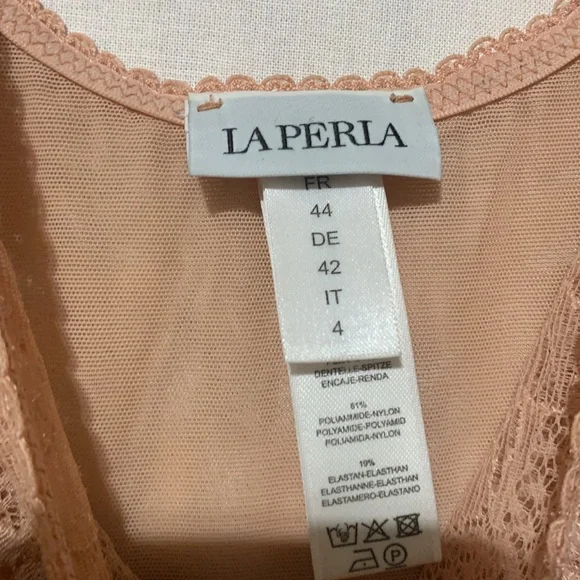 LA PERLA
FR
44
DE
42
IT
4
DENTELLE-SPITZE
ENCAJE-RENDA
81%
POLIAMMIDE-NYLON
POLYAMIDE-POLYAMID
POLIAMIDA-NYLON
19%
ELASTAN-ELASTHAN
ELASTHANNE-ELASTHAN
ELASTAMERO-ELASTANO
P